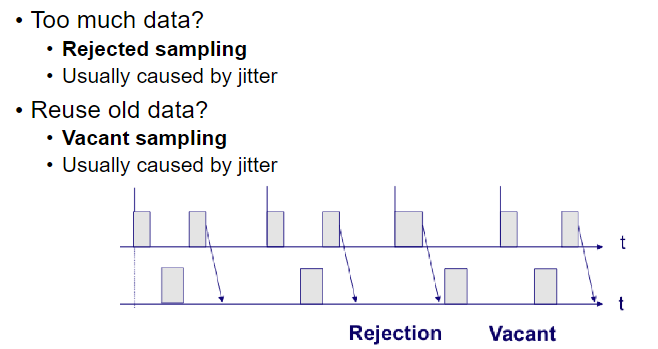 • Too much data?
• Rejected sampling
• Usually caused by jitter
• Reuse old data?
• Vacant sampling
• Usually caused by jitter
t
t
Rejection Vacant